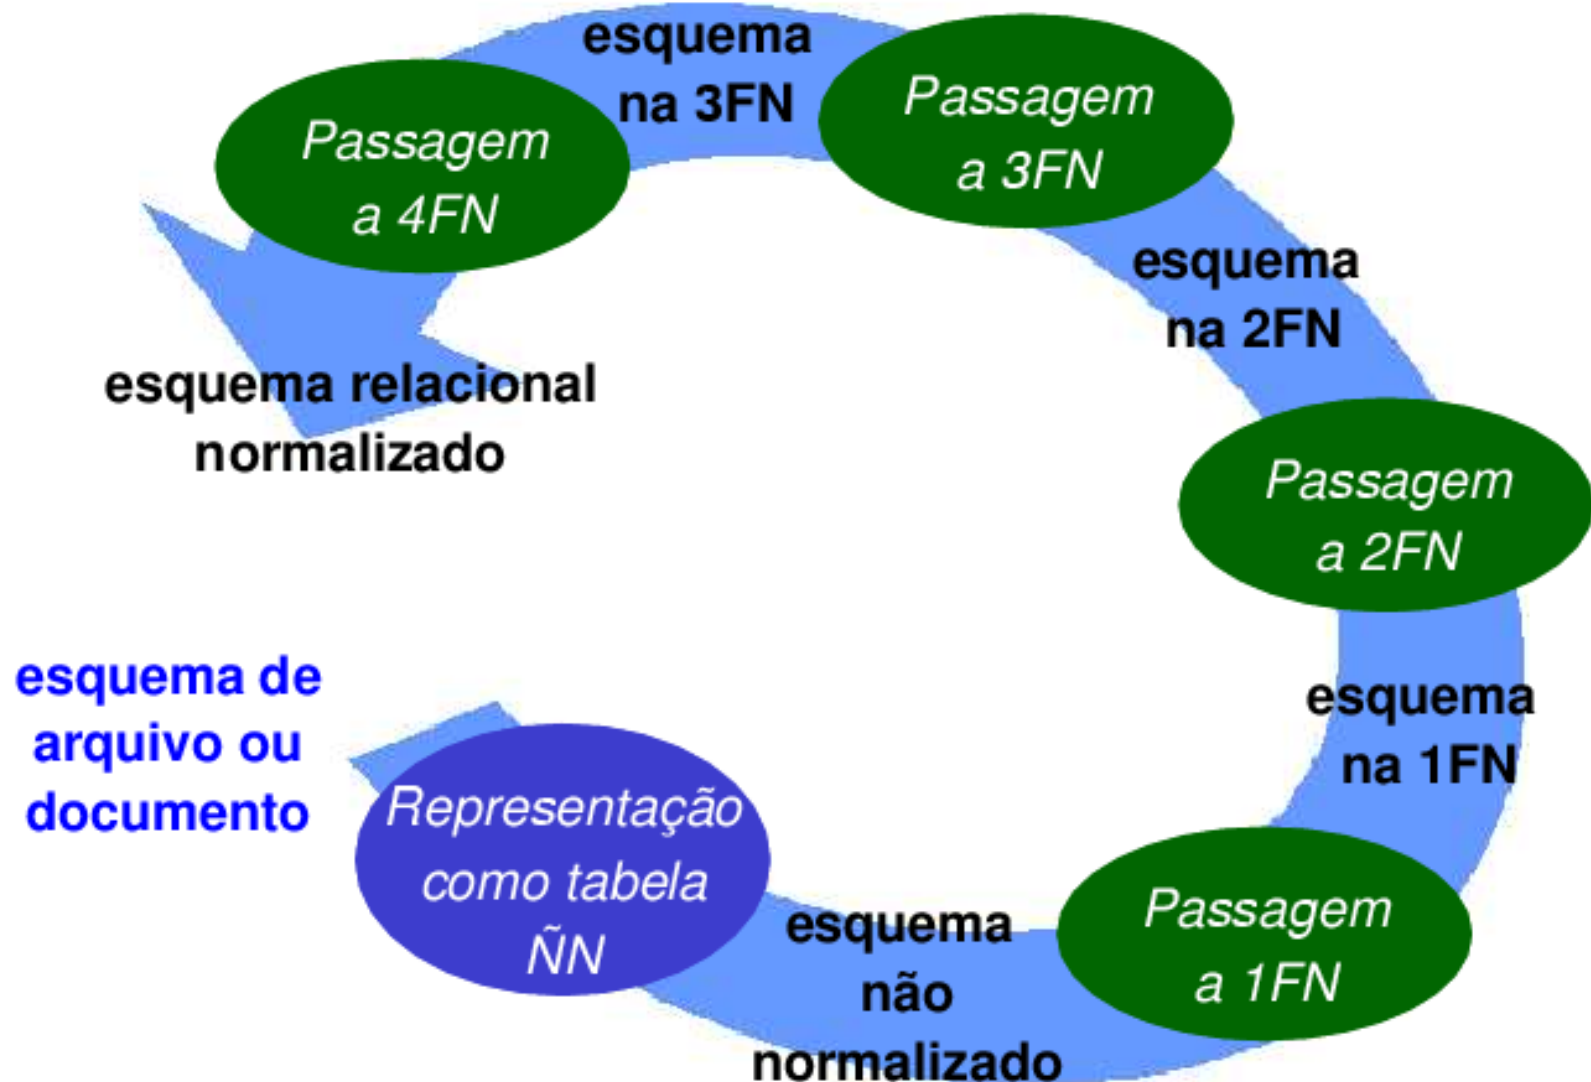 esquema
na 3FN
Passagem
a 3FN
Passagem
a 4FN
esquema
na 2FN
esquema relacional
normalizado
Passagem
a 2FN
esquema de
arquivo ou
documento
esquema
na 1FN
Representação
como tabela
ÑN
esquema
não
normalizado
Passagem
a 1FN